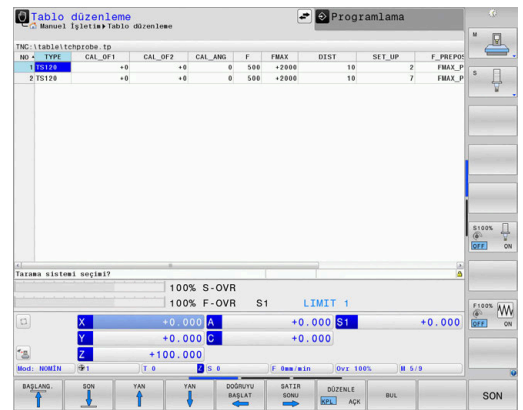 Tablo düzenleme
Manuel İşletim▸Tablo düzenleme
Programlama
TNC:\table\tchprobe.tp
NO TYPE CAL_OF1 CAL_OF2 CAL_ANG F FMAX DIST SET_UP F_PREPOS
1 TS120 +0 +0 0 500 +2000 10 2 FMAX_P
2 TS120 +0 +0 0 500 +2000 10 7 FMAX_P
Tarama sistemi seçimi?
100% S-OVR
100% F-OVR S1 LIMIT 1
X +0.000 A +0.000 S1 +0.000
Y +0.000 C +0.000
Z +100.000
Mod: NOMİN 1 T 0 Z S 0 F 0mm/min Ovr 100% M 5/9
M
S
S100%
OFF ON
F100%
OFF ON
BAŞLANG. SON YAN YAN DOĞRUYU BAŞLAT SATIR SONU DÜZENLE KPL AÇK BUL SON